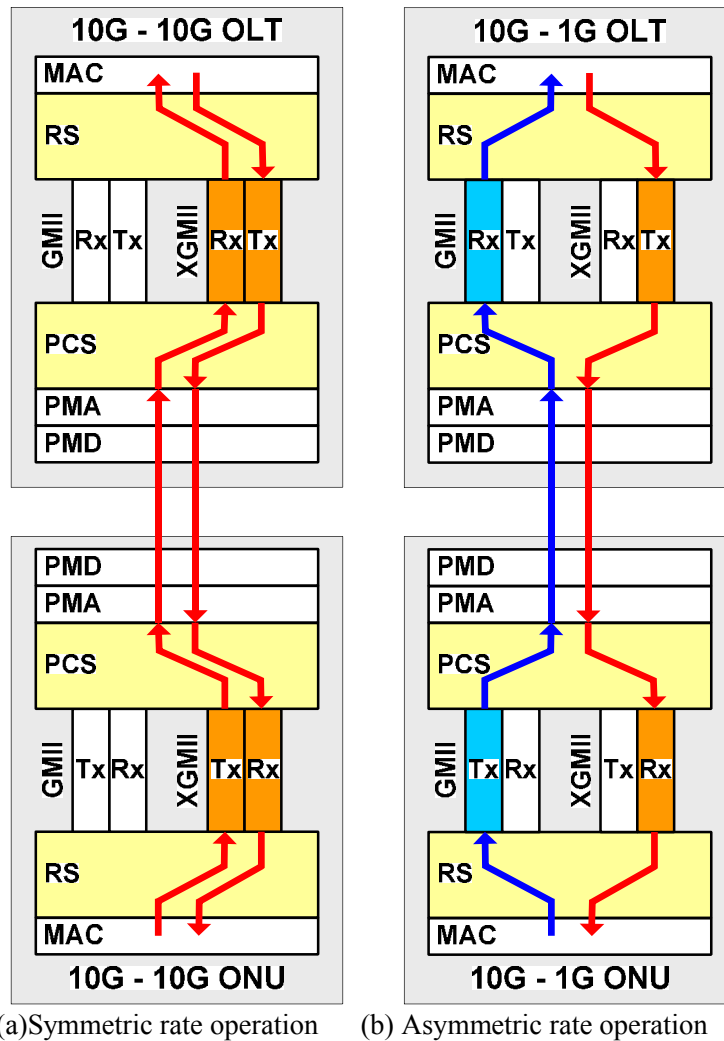 10G - 10G OLT
MAC
RS
GMII Rx Tx XGMII Rx Tx
PCS
PMA
PMD
PMD
PMA
PCS
GMII Tx Rx XGMII Tx Rx
RS
MAC
10G - 10G ONU
(a)Symmetric rate operation
10G - 1G OLT
MAC
RS
GMII Rx Tx XGMII Rx Tx
PCS
PMA
PMD
PMD
PMA
PCS
GMII Tx Rx XGMII Tx Rx
RS
MAC
10G - 1G ONU
(b) Asymmetric rate operation